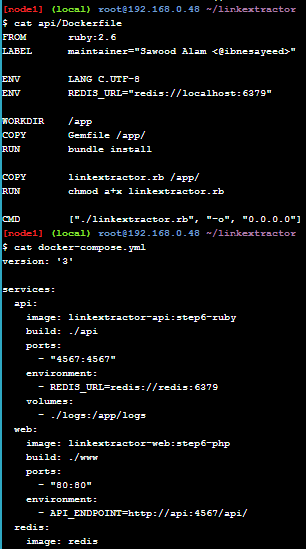 [node1] (local) root@192.168.0.48 ~/linkextractor
$ cat api/Dockerfile
FROM       ruby:2.6
LABEL      maintainer="Sawood Alam <@ibnesayeed>"

ENV        LANG C.UTF-8
ENV        REDIS_URL="redis://localhost:6379"

WORKDIR    /app
COPY       Gemfile /app/
RUN        bundle install

COPY       linkextractor.rb /app/
RUN        chmod a+x linkextractor.rb

CMD        ["./linkextractor.rb", "-o", "0.0.0.0"]
[node1] (local) root@192.168.0.48 ~/linkextractor
$ cat docker-compose.yml
version: '3'

services:
  api:
    image: linkextractor-api:step6-ruby
    build: ./api
    ports:
      - "4567:4567"
    environment:
      - REDIS_URL=redis://redis:6379
    volumes:
      - ./logs:/app/logs
  web:
    image: linkextractor-web:step6-php
    build: ./www
    ports:
      - "80:80"
    environment:
      - API_ENDPOINT=http://api:4567/api/
  redis:
    image: redis